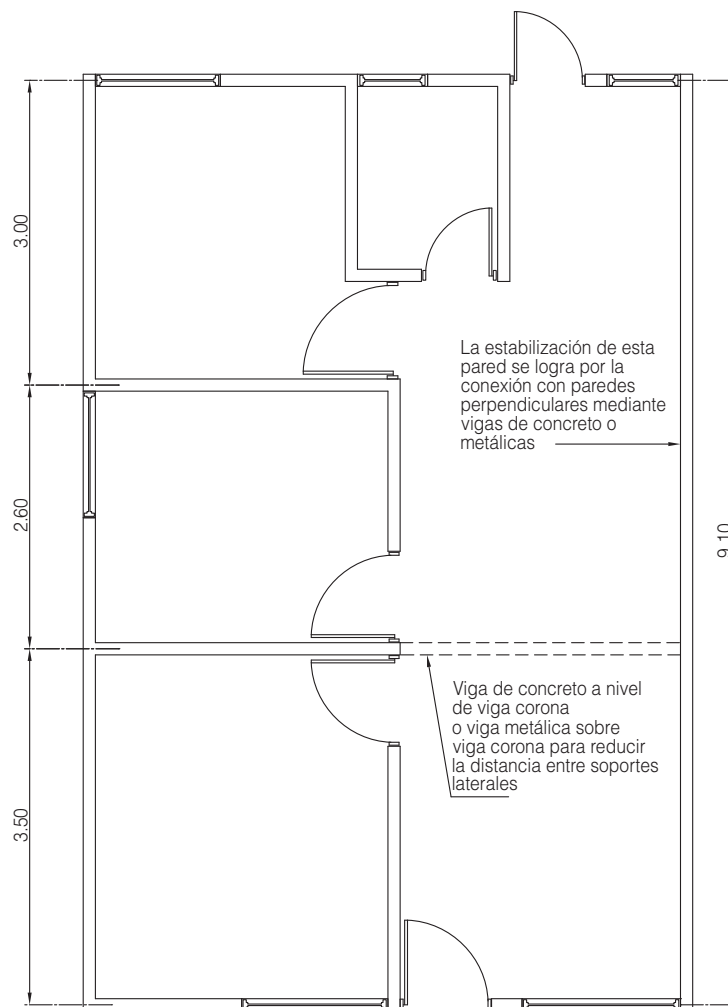 3.00
La estabilización de esta
pared se logra por la
conexión con paredes
perpendiculares mediante
vigas de concreto o
metálicas
2.60
9.10
Viga de concreto a nivel
de viga corona
o viga metálica sobre
viga corona para reducir
la distancia entre soportes
laterales
3.50